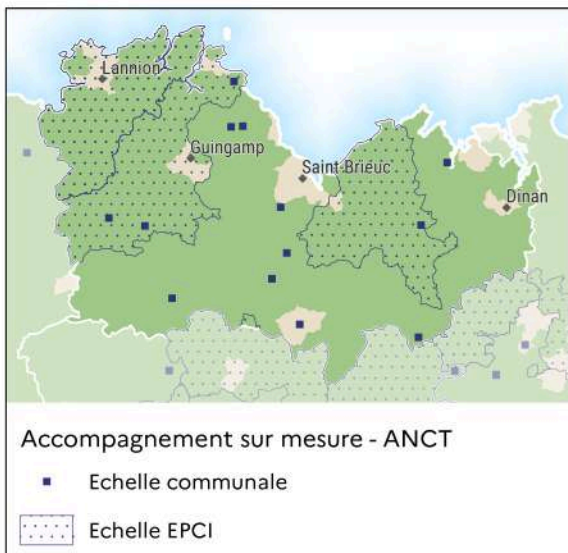 Lannion
Guingamp
Saint-Brieuc
Dinan
Accompagnement sur mesure - ANCT
Echelle communale
Echelle EPCI